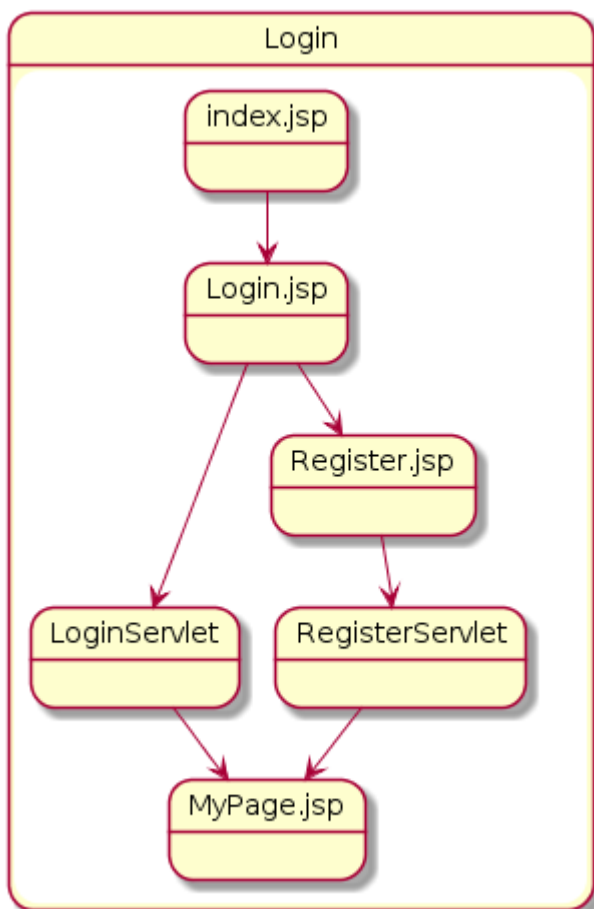 Login
index.jsp
Login.jsp
Register.jsp
LoginServlet
RegisterServlet
MyPage.jsp